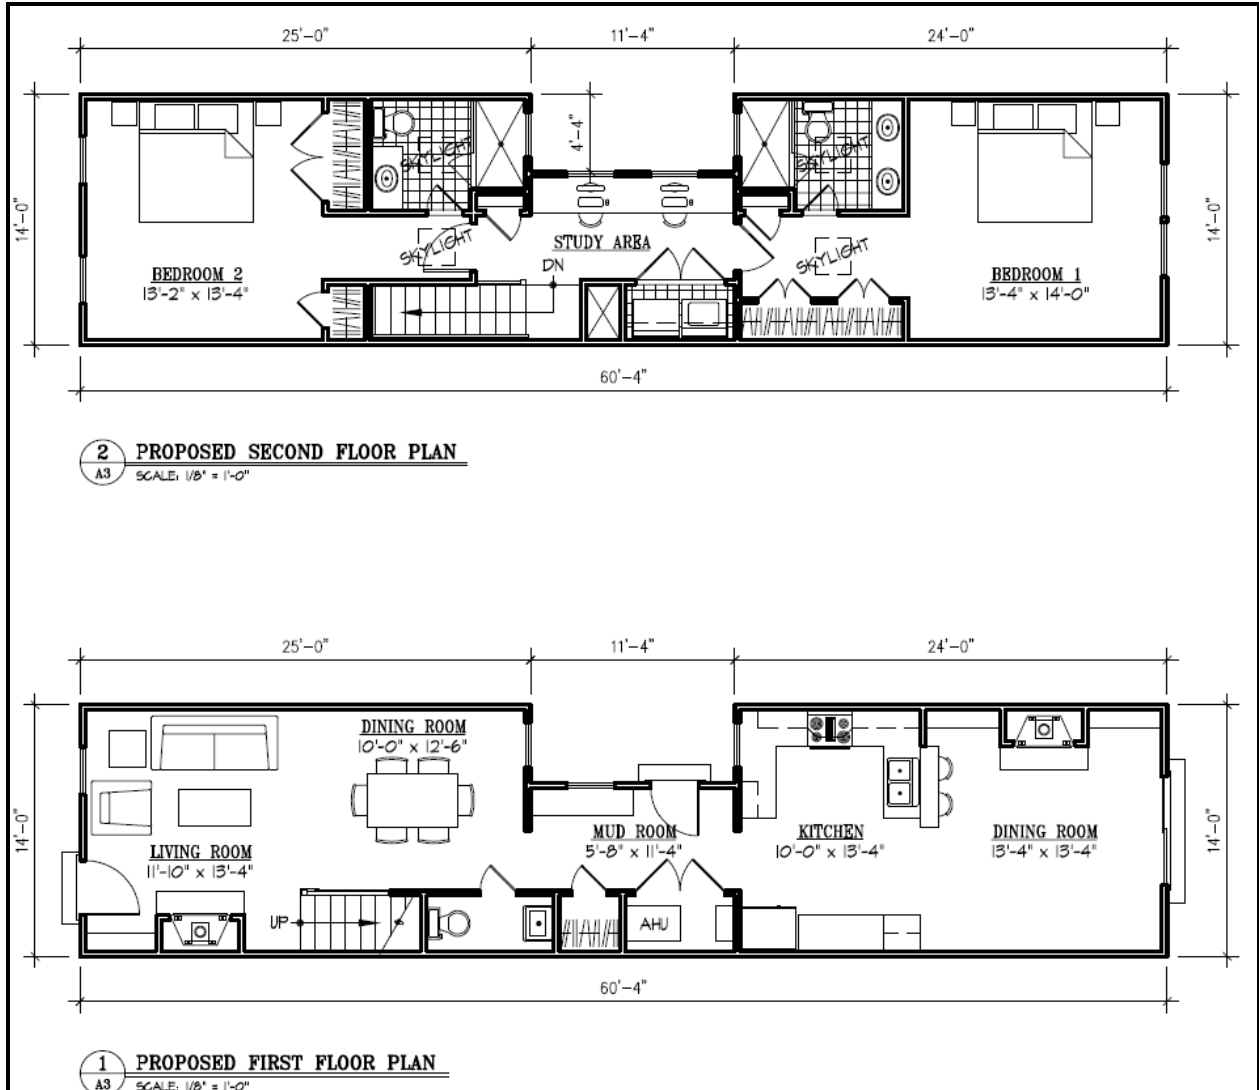 25'-0" 11'-4" 24'-0"
4'-4"
14'-0"
14'-0"
SKYLIGHT
SKYLIGHT
SKYLIGHT
SKYLIGHT
STUDY AREA
DN
BEDROOM 2
13'-2" x 13'-4"
BEDROOM 1
13'-4" x 14'-0"
60'-4"
2 PROPOSED SECOND FLOOR PLAN
A3 SCALE: 1/8" = 1'-0"
25'-0" 11'-4" 24'-0"
DINING ROOM
10'-0" x 12'-6"
14'-0"
14'-0"
LIVING ROOM
11'-10" x 13'-4"
MUD ROOM
5'-8" x 11'-4"
KITCHEN
10'-0" x 13'-4"
DINING ROOM
13'-4" x 13'-4"
UP
AHU
60'-4"
1 PROPOSED FIRST FLOOR PLAN
A3 SCALE: 1/8" = 1'-0"